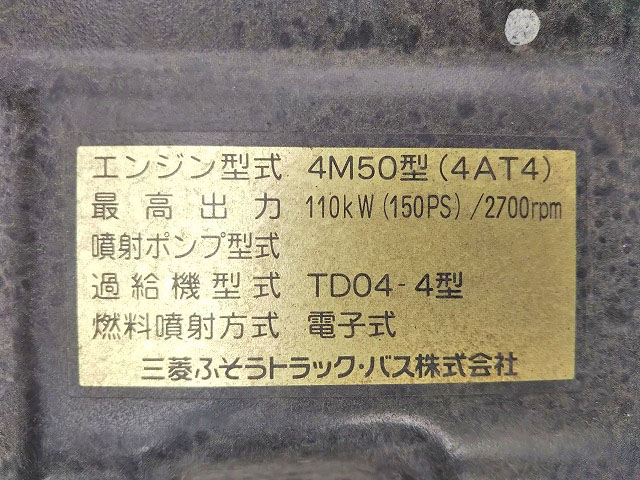 エンジン型式 4M50型(4AT4)
最高出力 110kW(150PS)/2700rpm
噴射ポンプ型式
過給機型式 TD04-4型
燃料噴射方式 電子式
三菱ふそうトラック・バス株式会社